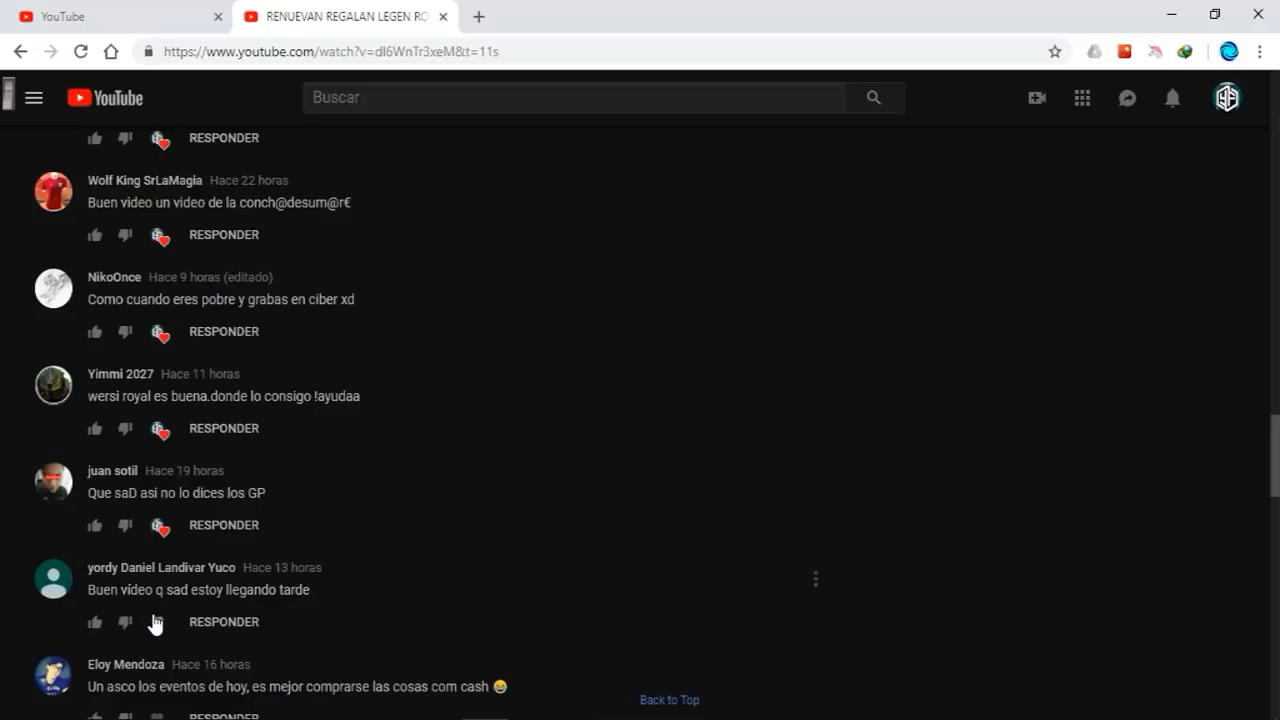 YouTube
RENUEVAN REGALAN LEGEN RO
https://www.youtube.com/watch?v=dI6WnTr3xeM&t=11s
YouTube
Buscar
RESPONDER
Wolf King SrLaMagia Hace 22 horas
Buen video un video de la conch@desum@r€
RESPONDER
NikoOnce Hace 9 horas (editado)
Como cuando eres pobre y grabas en ciber xd
RESPONDER
Yimmi 2027 Hace 11 horas
wersi royal es buena.donde lo consigo !ayudaa
RESPONDER
juan sotil Hace 19 horas
Que saD asi no lo dices los GP
RESPONDER
yordy Daniel Landivar Yuco Hace 13 horas
Buen vídeo q sad estoy llegando tarde
RESPONDER
Eloy Mendoza Hace 16 horas
Un asco los eventos de hoy, es mejor comprarse las cosas com cash 😂
Back to Top
RESPONDER